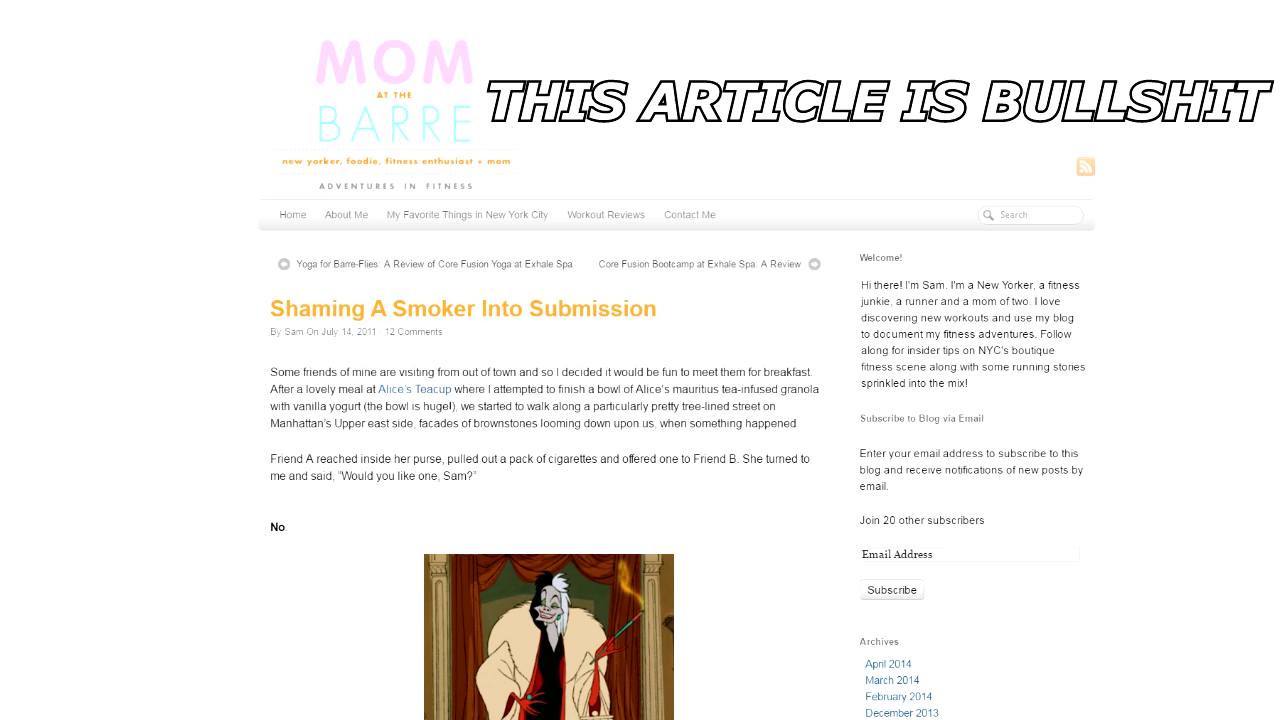 MOM
AT THE
BARRE
THIS ARTICLE IS BULLSHIT
new yorker, foodie, fitness enthusiast + mom
ADVENTURES IN FITNESS
Home About Me My Favorite Things in New York City Workout Reviews Contact Me Search
Yoga for Barre-Flies: A Review of Core Fusion Yoga at Exhale Spa Core Fusion Bootcamp at Exhale Spa: A Review
Shaming A Smoker Into Submission
By Sam On July 14, 2011 · 12 Comments
Some friends of mine are visiting from out of town and so I decided it would be fun to meet them for breakfast.
After a lovely meal at Alice's Teacup where I attempted to finish a bowl of Alice's mauritius tea-infused granola
with vanilla yogurt (the bowl is huge!), we started to walk along a particularly pretty tree-lined street on
Manhattan's Upper east side, facades of brownstones looming down upon us, when something happened.
Friend A reached inside her purse, pulled out a pack of cigarettes and offered one to Friend B. She turned to
me and said, "Would you like one, Sam?"
No.
Welcome!
Hi there! I'm Sam. I'm a New Yorker, a fitness
junkie, a runner and a mom of two. I love
discovering new workouts and use my blog
to document my fitness adventures. Follow
along for insider tips on NYC's boutique
fitness scene along with some running stories
sprinkled into the mix!
Subscribe to Blog via Email
Enter your email address to subscribe to this
blog and receive notifications of new posts by
email.
Join 20 other subscribers
Email Address
Subscribe
Archives
April 2014
March 2014
February 2014
December 2013